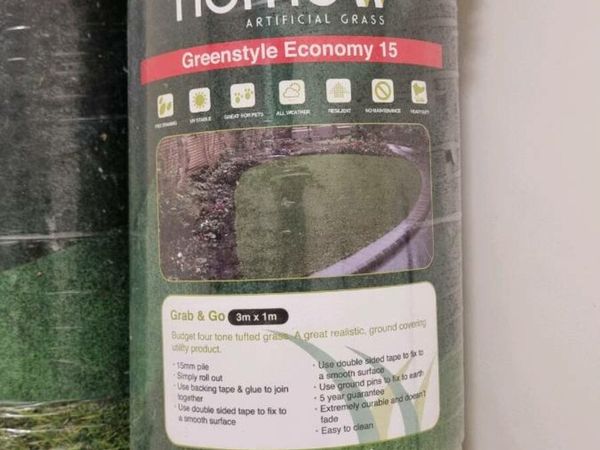 ARTIFICIAL GRASS
Greenstyle Economy 15
FREE DRAINING UV STABLE GREAT FOR PETS ALL WEATHER RESILIENT NO MAINTENANCE
Grab & Go 3m x 1m
Budget four tone tufted grass. A great realistic, ground covering
utility product.
· 15mm pile
· Simply roll out
· Use backing tape & glue to join
together
· Use double sided tape to fix to
a smooth surface
· Use double sided tape to fix to
a smooth surface
· Use ground pins to fix to earth
· 5 year guarantee
· Extremely durable and doesn't
fade
· Easy to clean